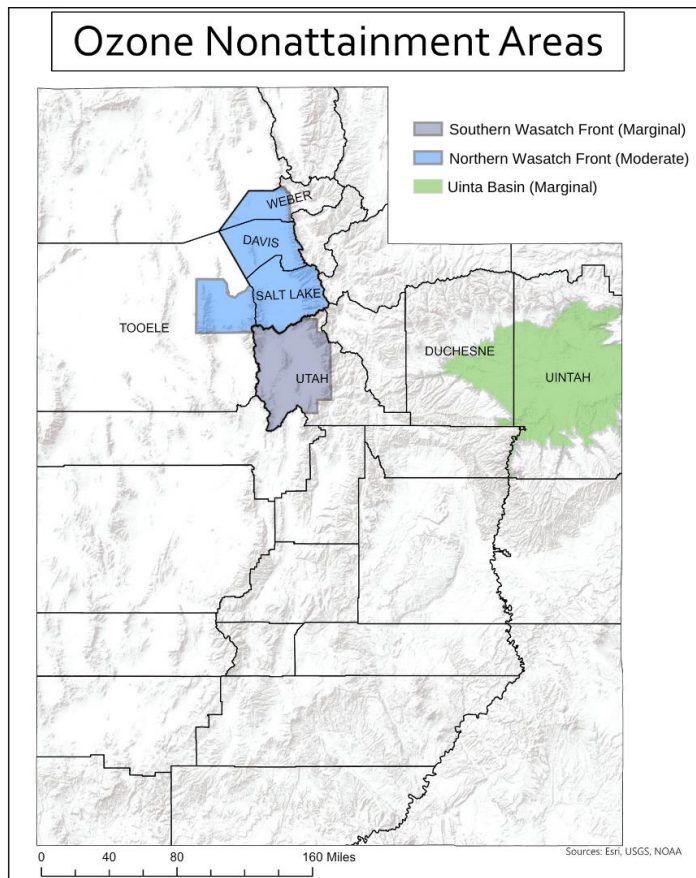 Ozone Nonattainment Areas
Southern Wasatch Front (Marginal)
Northern Wasatch Front (Moderate)
Uinta Basin (Marginal)
WEBER
DAVIS
SALT LAKE
TOOELE
DUCHESNE
UINTAH
UTAH
Sources: Esri, USGS, NOAA
0 40 80 160 Miles